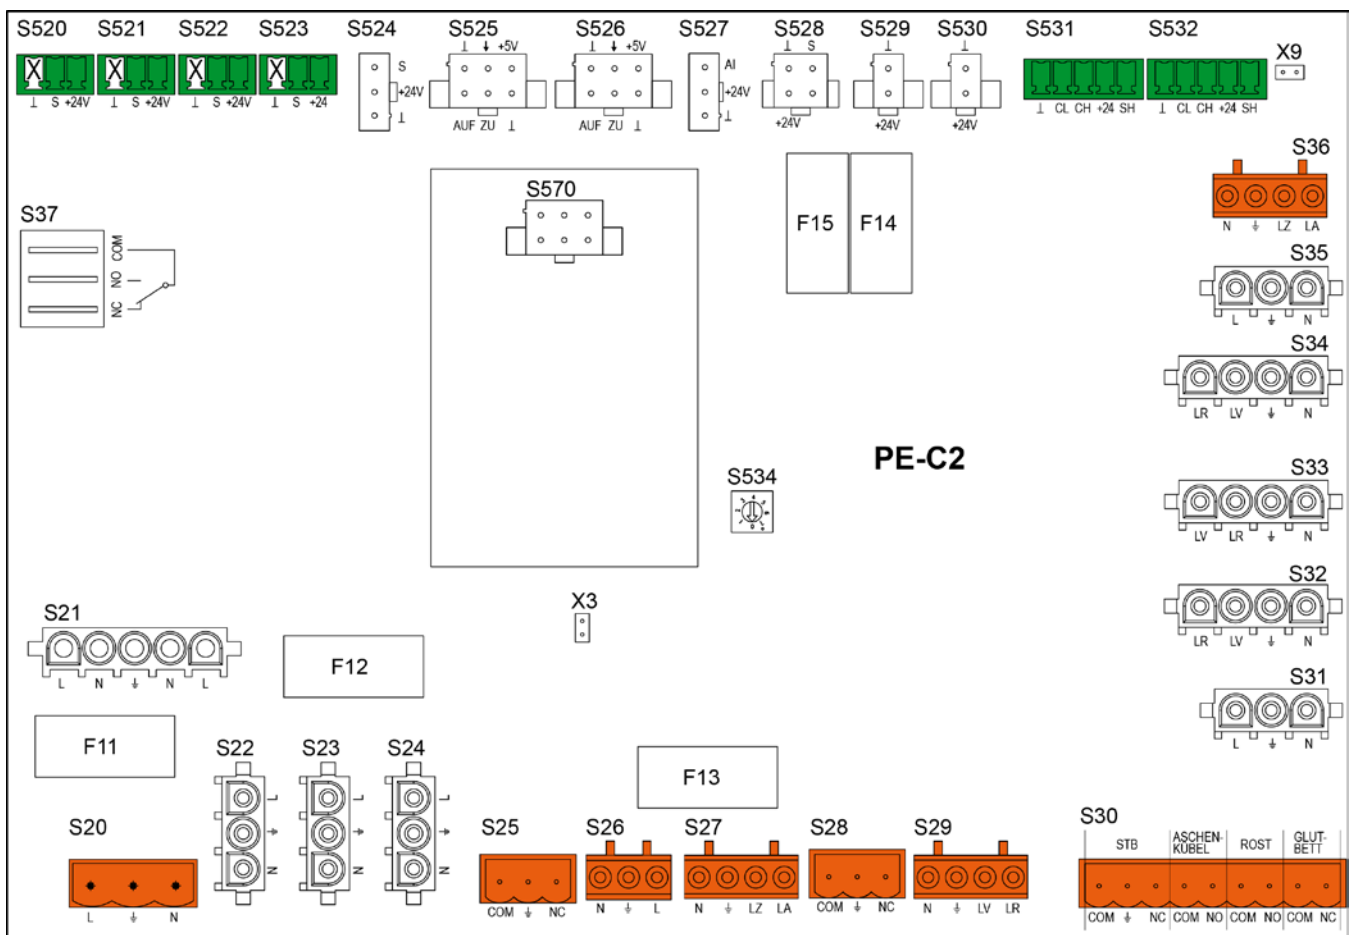 S520 S521 S522 S523 S524 S525 S526 S527 S528 S529 S530 S531 S532
X9
⊥ ↓ +5V ⊥ ↓ +5V ⊥ S ⊥ ⊥
X X X X
S +24V ⊥
AI +24V ⊥
⊥ S +24V ⊥ S +24V ⊥ S +24V ⊥ S +24
⊥ CL CH +24 SH ⊥ CL CH +24 SH
AUF ZU ⊥ AUF ZU ⊥ +24V +24V +24V
S36
N ⏚ LZ LA
S570
S37
COM
NO
NC
F15 F14
S35
L ⏚ N
S34
LR LV ⏚ N
PE-C2
S534
S33
LV LR ⏚ N
S32
LR LV ⏚ N
X3
S21
L N ⏚ N L
F12
S31
L ⏚ N
F11
S22 S23 S24
L ⏚ N
L ⏚ N
L ⏚ N
F13
S20
L ⏚ N
S25 S26 S27 S28 S29 S30
STB ASCHEN- ROST GLUT-
KÜBEL BETT
COM ⏚ NC N ⏚ L N ⏚ LZ LA COM ⏚ NC N ⏚ LV LR COM ⏚ NC COM NO COM NO COM NC